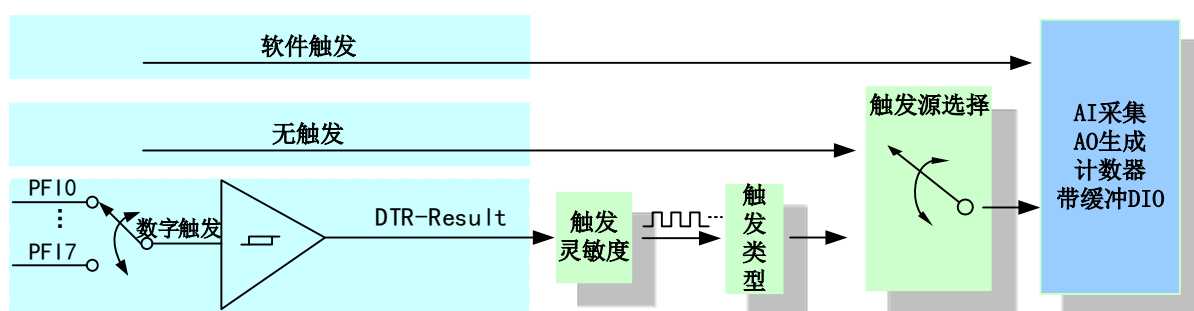 软件触发
无触发
触发源选择
AI采集
AO生成
计数器
带缓冲DIO
PFI0
⋮
PFI7
数字触发
DTR-Result
触发
灵敏度
触
发
类
型